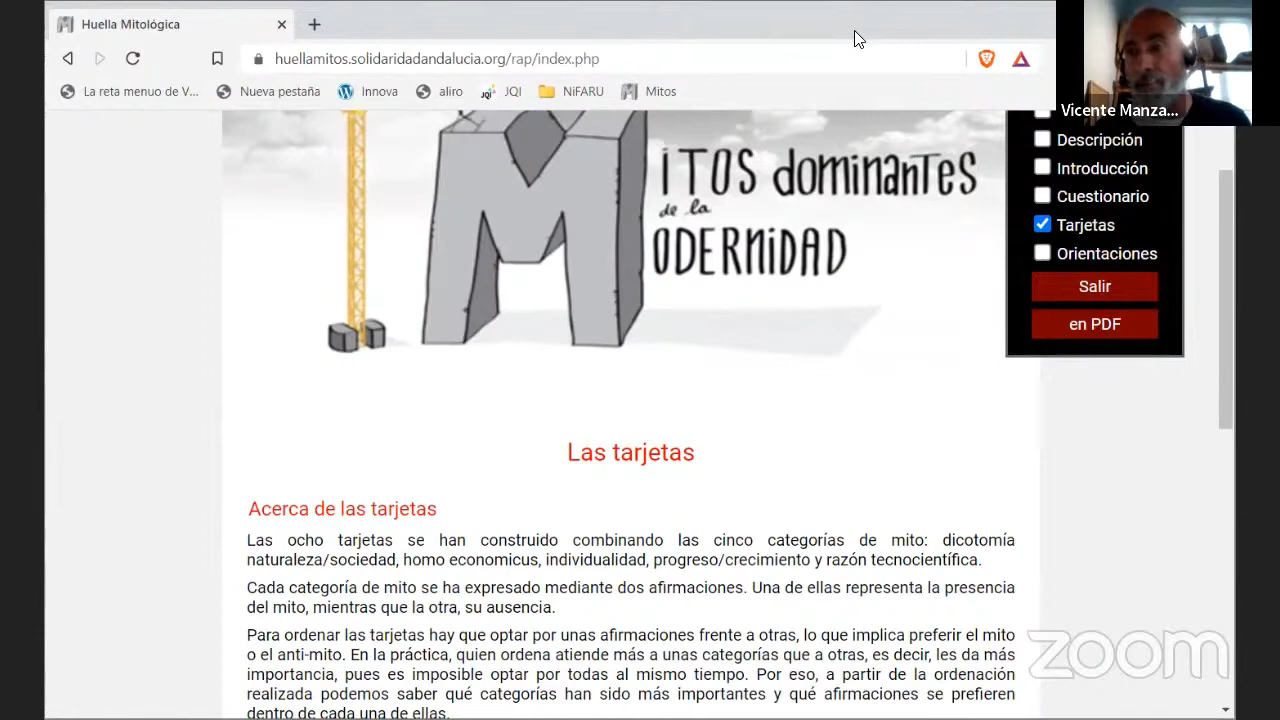 Huella Mitológica
huellamitos.solidaridadandalucia.org/rap/index.php
La reta menuo de V...
Nueva pestaña
Innova
aliro
JQI
JQI
NiFARU
Mitos
Vicente Manza...
MITOS dominantes
de la
MODERNIDAD
Descripción
Introducción
Cuestionario
Tarjetas
Orientaciones
Salir
en PDF
Las tarjetas
Acerca de las tarjetas
Las ocho tarjetas se han construido combinando las cinco categorías de mito: dicotomía
naturaleza/sociedad, homo economicus, individualidad, progreso/crecimiento y razón tecnocientífica.
Cada categoría de mito se ha expresado mediante dos afirmaciones. Una de ellas representa la presencia
del mito, mientras que la otra, su ausencia.
Para ordenar las tarjetas hay que optar por unas afirmaciones frente a otras, lo que implica preferir el mito
o el anti-mito. En la práctica, quien ordena atiende más a unas categorías que a otras, es decir, les da más
importancia, pues es imposible optar por todas al mismo tiempo. Por eso, a partir de la ordenación
realizada podemos saber qué categorías han sido más importantes y qué afirmaciones se prefieren
dentro de cada una de ellas.
zoom